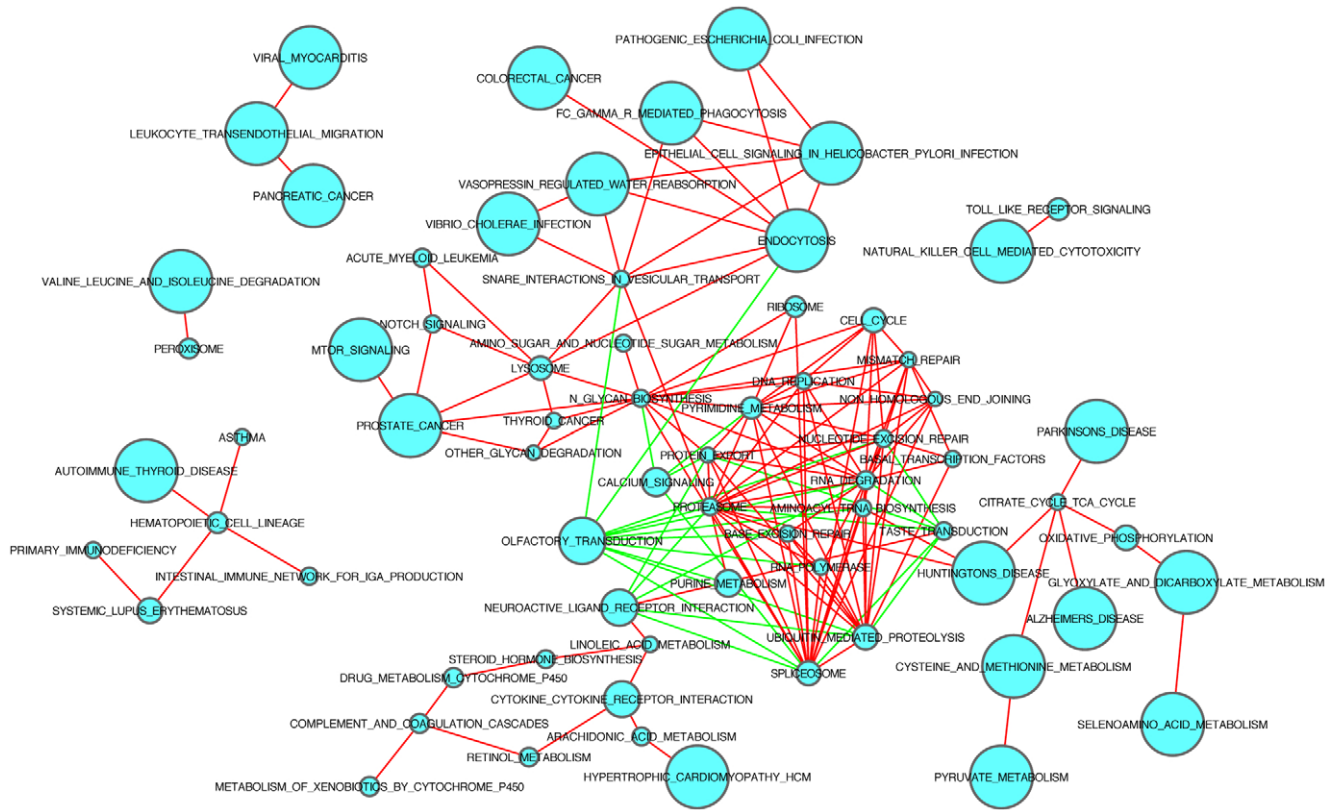 PATHOGENIC_ESCHERICHIA_COLI_INFECTION
VIRAL_MYOCARDITIS
COLORECTAL_CANCER
FC_GAMMA_R_MEDIATED_PHAGOCYTOSIS
LEUKOCYTE_TRANSENDOTHELIAL_MIGRATION
EPITHELIAL_CELL_SIGNALING_IN_HELICOBACTER_PYLORI_INFECTION
VASOPRESSIN_REGULATED_WATER_REABSORPTION
PANCREATIC_CANCER
TOLL_LIKE_RECEPTOR_SIGNALING
VIBRIO_CHOLERAE_INFECTION
ENDOCYTOSIS
NATURAL_KILLER_CELL_MEDIATED_CYTOTOXICITY
ACUTE_MYELOID_LEUKEMIA
SNARE_INTERACTIONS_IN_VESICULAR_TRANSPORT
VALINE_LEUCINE_AND_ISOLEUCINE_DEGRADATION
RIBOSOME
CELL_CYCLE
NOTCH_SIGNALING
AMINO_SUGAR_AND_NUCLEOTIDE_SUGAR_METABOLISM
PEROXISOME
MTOR_SIGNALING
MISMATCH_REPAIR
LYSOSOME
DNA_REPLICATION
N_GLYCAN_BIOSYNTHESIS
NON_HOMOLOGOUS_END_JOINING
PYRIMIDINE_METABOLISM
THYROID_CANCER
PROSTATE_CANCER
PARKINSONS_DISEASE
ASTHMA
NUCLEOTIDE_EXCISION_REPAIR
OTHER_GLYCAN_DEGRADATION
PROTEIN_EXPORT
BASAL_TRANSCRIPTION_FACTORS
AUTOIMMUNE_THYROID_DISEASE
CALCIUM_SIGNALING
RNA_DEGRADATION
CITRATE_CYCLE_TCA_CYCLE
PROTEASOME
AMINOACYL_TRNA_BIOSYNTHESIS
HEMATOPOIETIC_CELL_LINEAGE
BASE_EXCISION_REPAIR
TASTE_TRANSDUCTION
OLFACTORY_TRANSDUCTION
OXIDATIVE_PHOSPHORYLATION
PRIMARY_IMMUNODEFICIENCY
RNA_POLYMERASE
HUNTINGTONS_DISEASE
INTESTINAL_IMMUNE_NETWORK_FOR_IGA_PRODUCTION
PURINE_METABOLISM
GLYOXYLATE_AND_DICARBOXYLATE_METABOLISM
SYSTEMIC_LUPUS_ERYTHEMATOSUS
NEUROACTIVE_LIGAND_RECEPTOR_INTERACTION
ALZHEIMERS_DISEASE
UBIQUITIN_MEDIATED_PROTEOLYSIS
LINOLEIC_ACID_METABOLISM
STEROID_HORMONE_BIOSYNTHESIS
CYSTEINE_AND_METHIONINE_METABOLISM
SPLICEOSOME
DRUG_METABOLISM_CYTOCHROME_P450
CYTOKINE_CYTOKINE_RECEPTOR_INTERACTION
COMPLEMENT_AND_COAGULATION_CASCADES
SELENOAMINO_ACID_METABOLISM
ARACHIDONIC_ACID_METABOLISM
RETINOL_METABOLISM
HYPERTROPHIC_CARDIOMYOPATHY_HCM
PYRUVATE_METABOLISM
METABOLISM_OF_XENOBIOTICS_BY_CYTOCHROME_P450